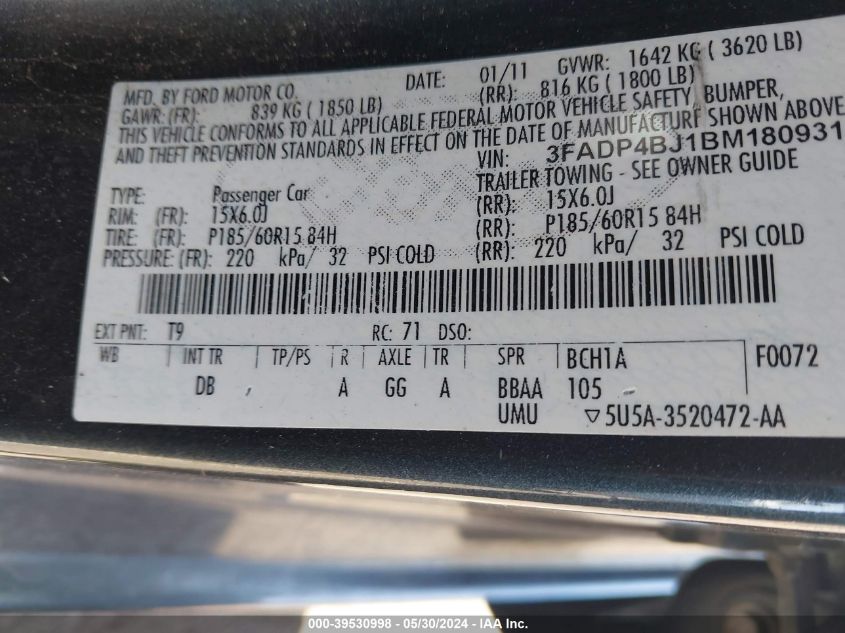 MFD. BY FORD MOTOR CO.
DATE: 01/11 GVWR: 1642 KG ( 3620 LB)
GAWR: (FR): 839 KG ( 1850 LB) (RR): 816 KG ( 1800 LB)
THIS VEHICLE CONFORMS TO ALL APPLICABLE FEDERAL MOTOR VEHICLE SAFETY, BUMPER,
AND THEFT PREVENTION STANDARDS IN EFFECT ON THE DATE OF MANUFACTURE SHOWN ABOVE
VIN: 3FADP4BJ1BM180931
TRAILER TOWING - SEE OWNER GUIDE
TYPE: Passenger Car
RIM: (FR): 15X6.0J (RR): 15X6.0J
TIRE: (FR): P185/60R15 84H (RR): P185/60R15 84H
PRESSURE: (FR): 220 kPa/ 32 PSI COLD (RR): 220 kPa/ 32 PSI COLD
EXT PNT: T9 RC: 71 DSO:
WB INT TR TP/PS R AXLE TR SPR BCH1A F0072
DB A GG A BBAA 105
UMU ▽5U5A-3520472-AA
000-39530998 - 05/30/2024 - IAA Inc.